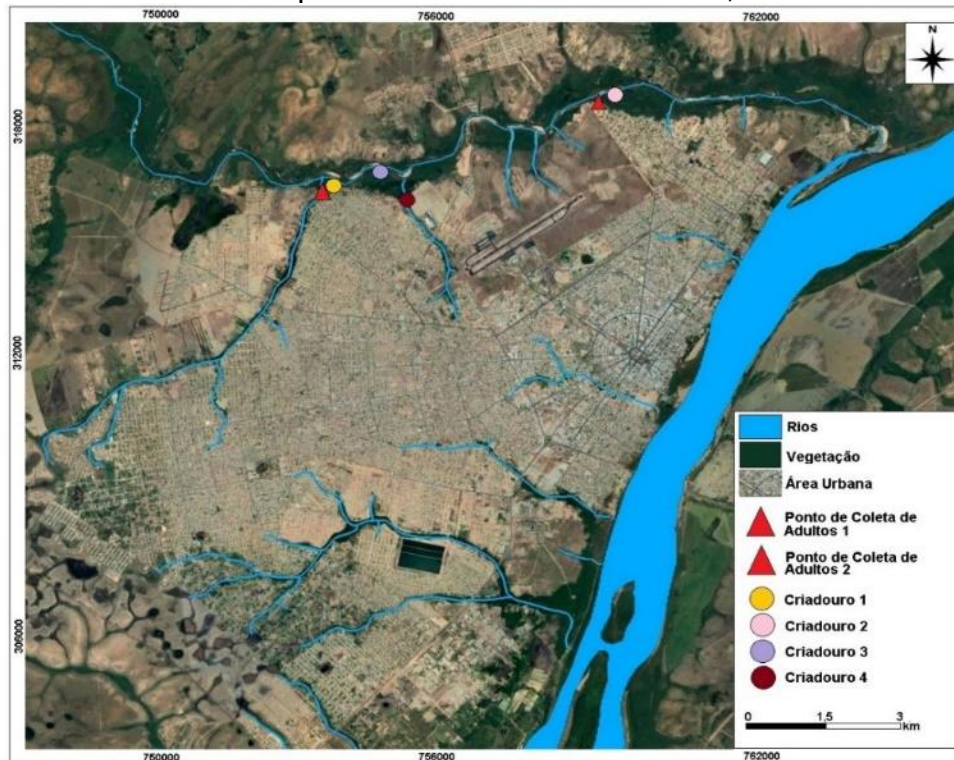 750000 756000 762000
N
318000
312000
306000
Rios
Vegetação
Área Urbana
Ponto de Coleta de
Adultos 1
Ponto de Coleta de
Adultos 2
Criadouro 1
Criadouro 2
Criadouro 3
Criadouro 4
0 1.5 3
km
750000 756000 762000